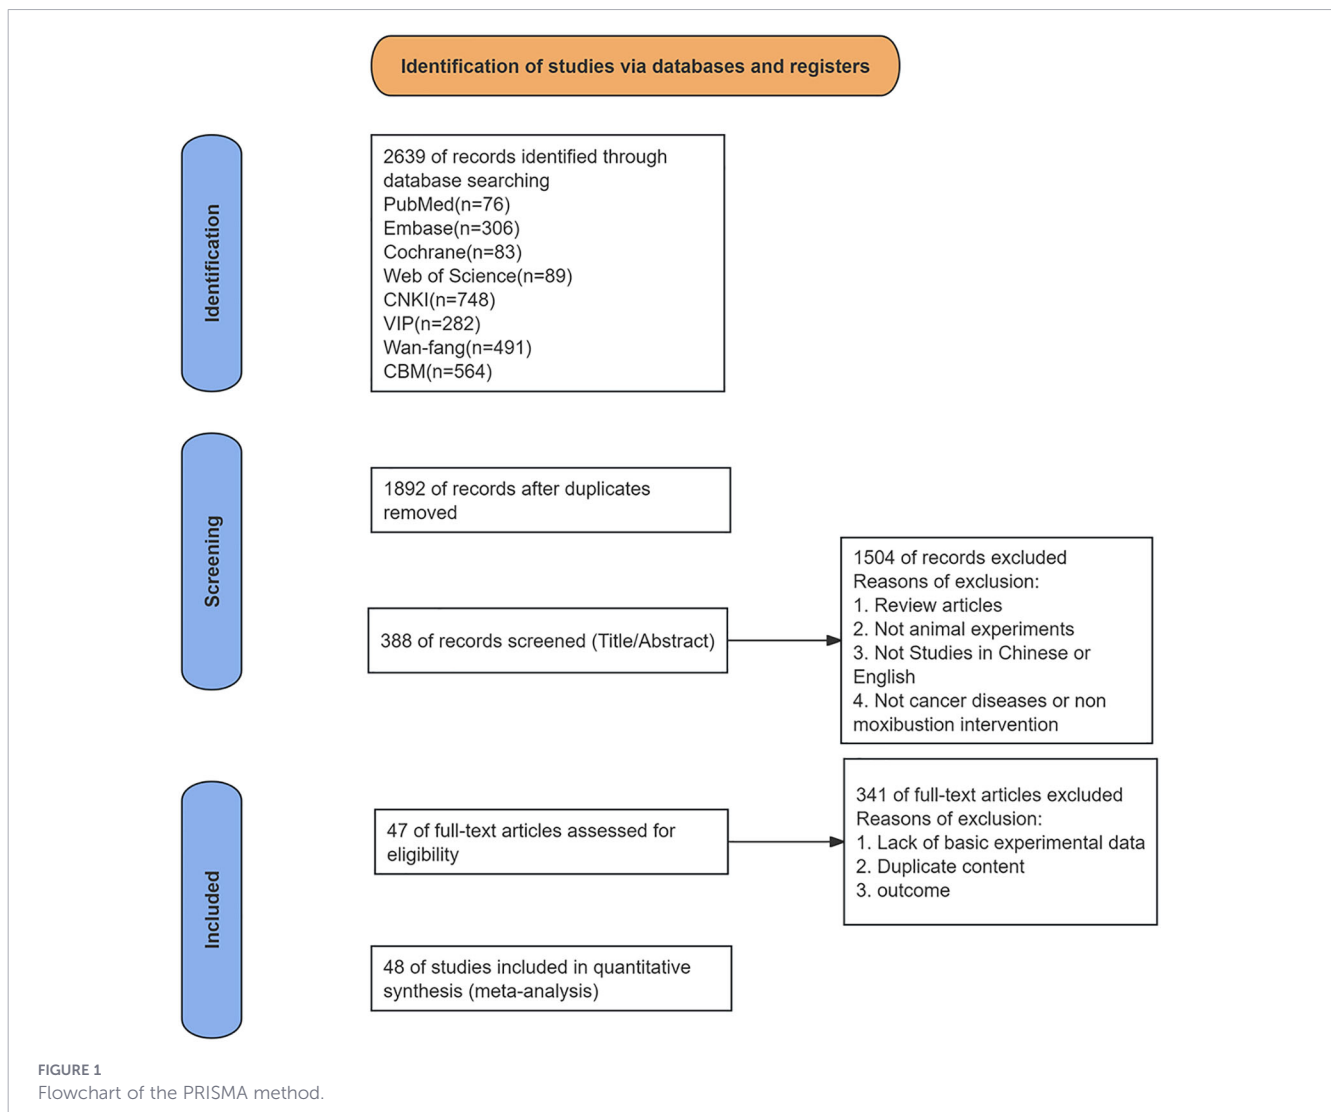 Identification of studies via databases and registers
Identification
2639 of records identified through
database searching
PubMed(n=76)
Embase(n=306)
Cochrane(n=83)
Web of Science(n=89)
CNKI(n=748)
VIP(n=282)
Wan-fang(n=491)
CBM(n=564)
Screening
1892 of records after duplicates
removed
388 of records screened (Title/Abstract)
1504 of records excluded
Reasons of exclusion:
1. Review articles
2. Not animal experiments
3. Not Studies in Chinese or
English
4. Not cancer diseases or non
moxibustion intervention
Included
47 of full-text articles assessed for
eligibility
341 of full-text articles excluded
Reasons of exclusion:
1. Lack of basic experimental data
2. Duplicate content
3. outcome
48 of studies included in quantitative
synthesis (meta-analysis)
FIGURE 1
Flowchart of the PRISMA method.